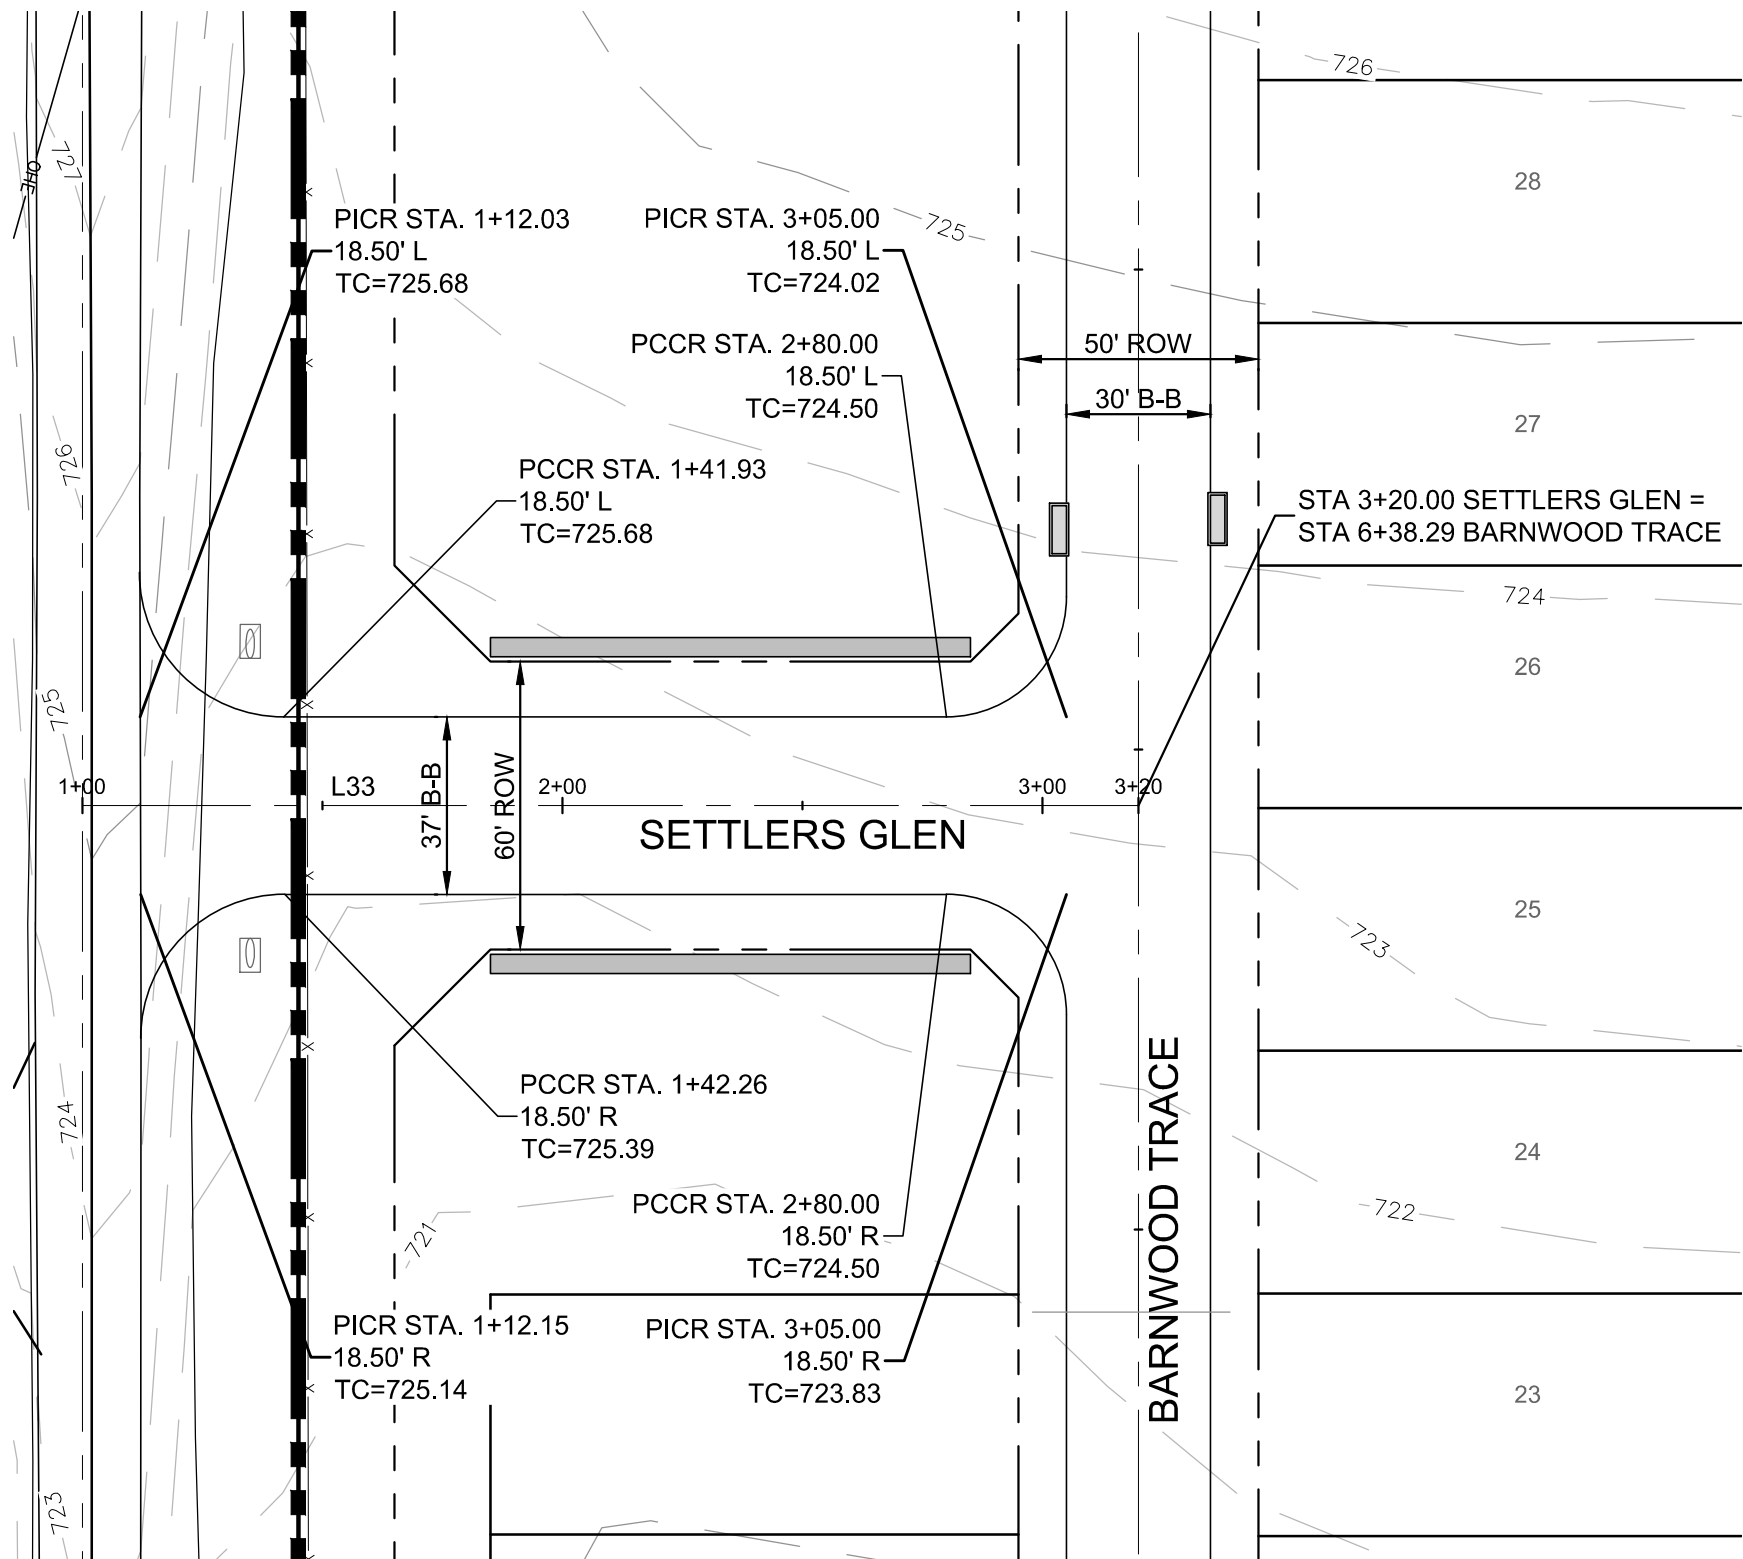 726
727
OHE
28
PICR STA. 1+12.03
18.50' L
TC=725.68
PICR STA. 3+05.00
18.50' L
TC=724.02
725
PCCR STA. 2+80.00
18.50' L
TC=724.50
50' ROW
30' B-B
27
726
PCCR STA. 1+41.93
18.50' L
TC=725.68
STA 3+20.00 SETTLERS GLEN =
STA 6+38.29 BARNWOOD TRACE
724
26
725
1+00
L33
2+00
3+00
3+20
37' B-B
60' ROW
SETTLERS GLEN
25
723
PCCR STA. 1+42.26
18.50' R
TC=725.39
724
BARNWOOD TRACE
24
PCCR STA. 2+80.00
18.50' R
TC=724.50
721
722
PICR STA. 1+12.15
18.50' R
TC=725.14
PICR STA. 3+05.00
18.50' R
TC=723.83
23
723